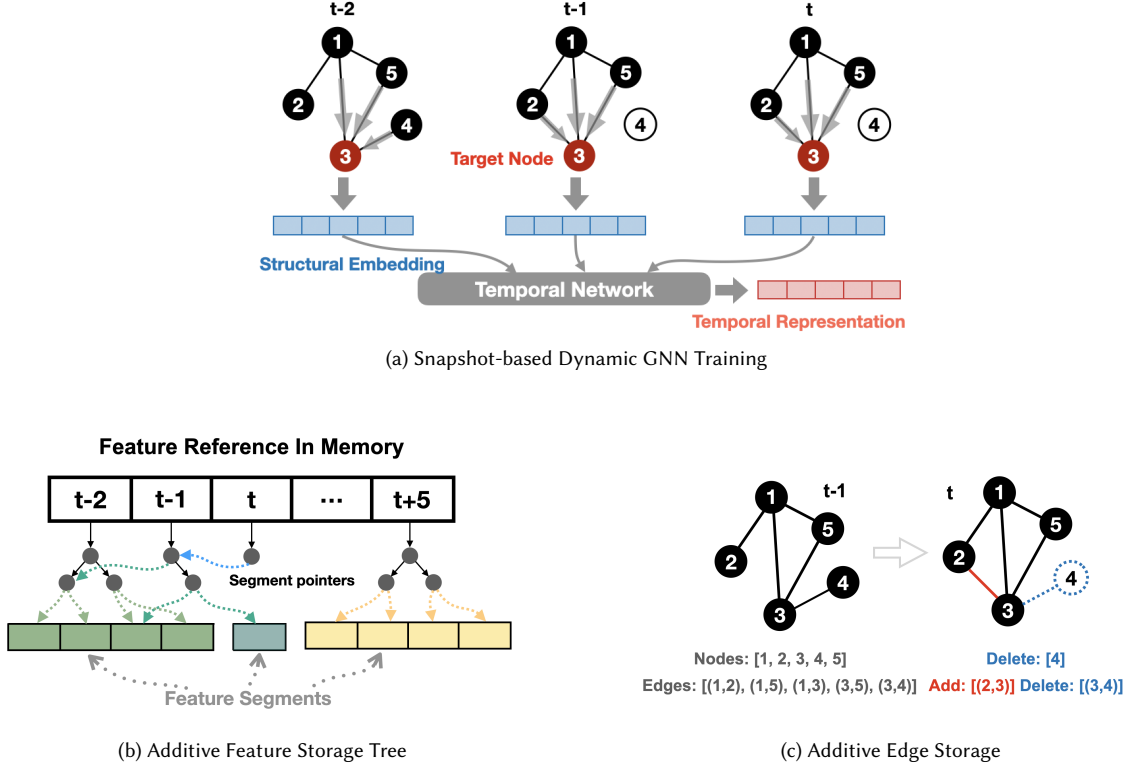 t-2 t-1 t
1 1 1
5 5 5
2 2 2
4 4 4
3 Target Node 3 3
Structural Embedding
Temporal Network
Temporal Representation
(a) Snapshot-based Dynamic GNN Training
Feature Reference In Memory
t-2 t-1 t ... t+5
Segment pointers
Feature Segments
(b) Additive Feature Storage Tree
t-1 t
1 1
5 5
2 2
4 4
3 3
Nodes: [1, 2, 3, 4, 5] Delete: [4]
Edges: [(1,2), (1,5), (1,3), (3,5), (3,4)] Add: [(2,3)] Delete: [(3,4)]
(c) Additive Edge Storage